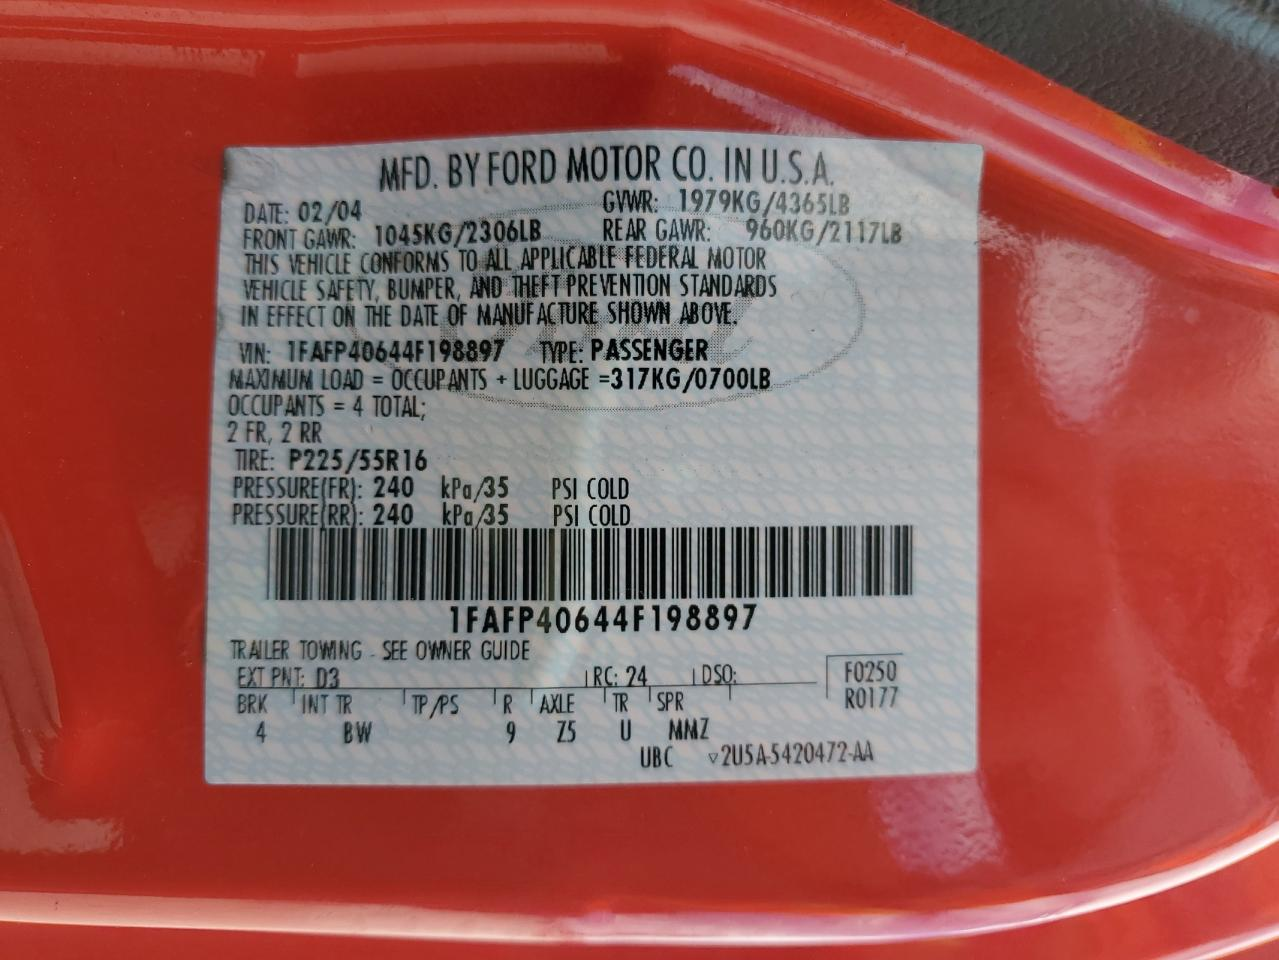 MFD. BY FORD MOTOR CO. IN U.S.A.
DATE: 02/04 GVWR: 1979KG/4365LB
FRONT GAWR: 1045KG/2306LB REAR GAWR: 960KG/2117LB
THIS VEHICLE CONFORMS TO ALL APPLICABLE FEDERAL MOTOR
VEHICLE SAFETY, BUMPER, AND THEFT PREVENTION STANDARDS
IN EFFECT ON THE DATE OF MANUFACTURE SHOWN ABOVE.
VIN: 1FAFP40644F198897 TYPE: PASSENGER
MAXIMUM LOAD = OCCUPANTS + LUGGAGE =317KG/0700LB
OCCUPANTS = 4 TOTAL;
2 FR, 2 RR
TIRE: P225/55R16
PRESSURE(FR): 240 kPa/35 PSI COLD
PRESSURE(RR): 240 kPa/35 PSI COLD
1FAFP40644F198897
TRAILER TOWING - SEE OWNER GUIDE
EXT PNT: D3 RC: 24 DSO: F0250
R0177
BRK INT TR TP/PS R AXLE TR SPR
4 BW 9 Z5 U MMZ
UBC ▽2U5A-5420472-AA